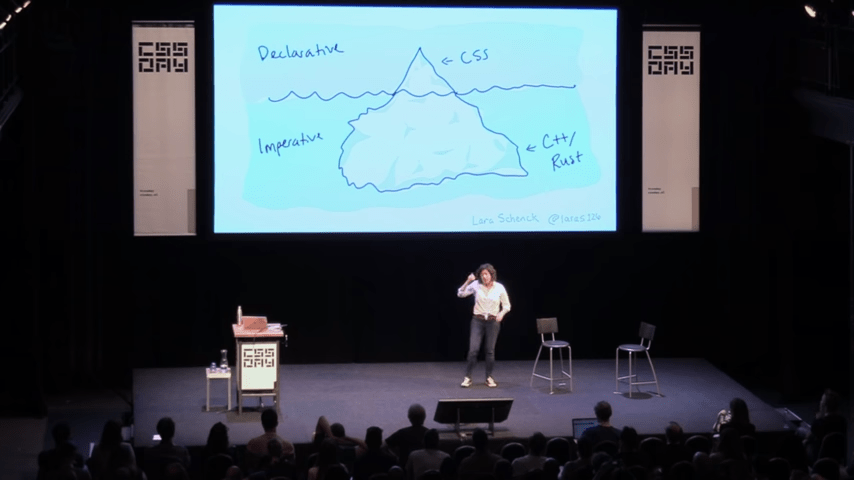 CSS
DAY
Declarative
← CSS
Imperative
← C++/
Rust
Lara Schenck @laras126
CSS
DAY
CSS
DAY